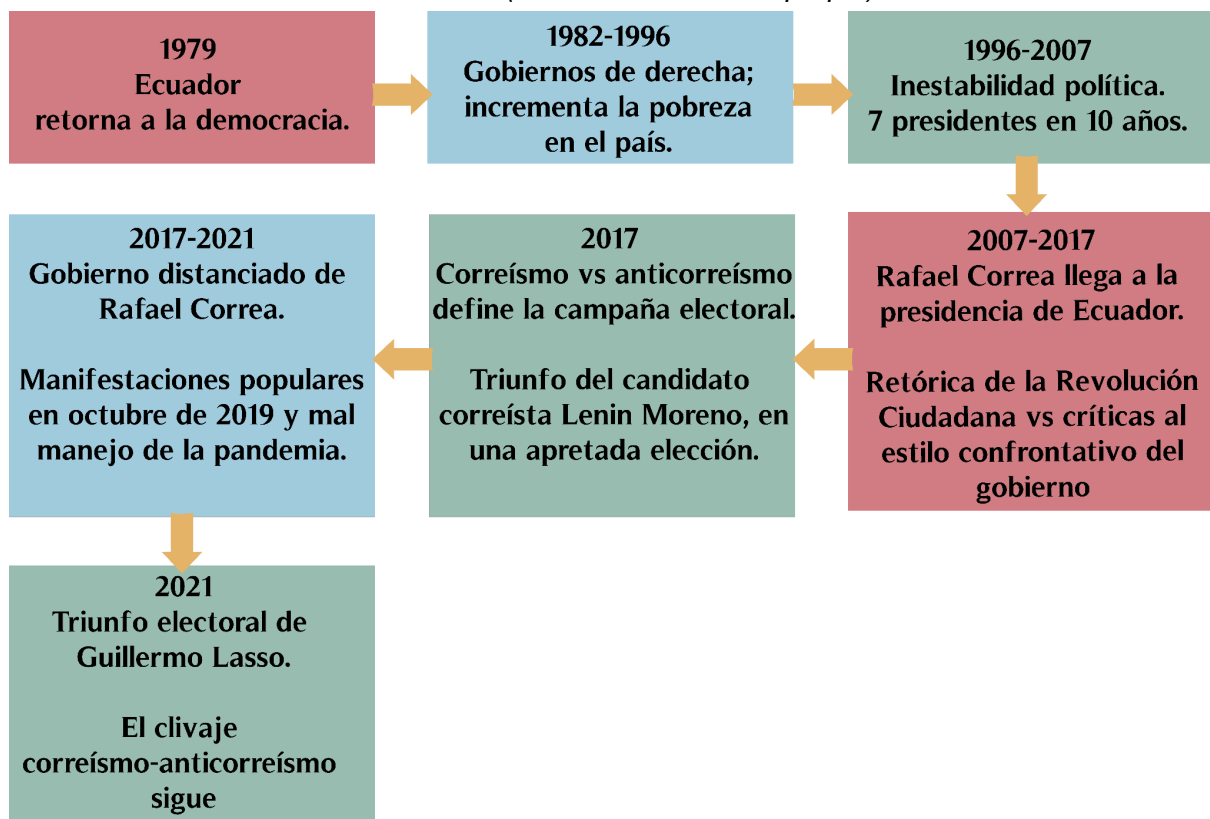 1979
Ecuador
retorna a la democracia.
1982-1996
Gobiernos de derecha;
incrementa la pobreza
en el país.
1996-2007
Inestabilidad política.
7 presidentes en 10 años.
2007-2017
Rafael Correa llega a la
presidencia de Ecuador.
Retórica de la Revolución
Ciudadana vs críticas al
estilo confrontativo del
gobierno
2017
Correísmo vs anticorreísmo
define la campaña electoral.
Triunfo del candidato
correísta Lenin Moreno, en
una apretada elección.
2017-2021
Gobierno distanciado de
Rafael Correa.
Manifestaciones populares
en octubre de 2019 y mal
manejo de la pandemia.
2021
Triunfo electoral de
Guillermo Lasso.
El clivaje
correísmo-anticorreísmo
sigue